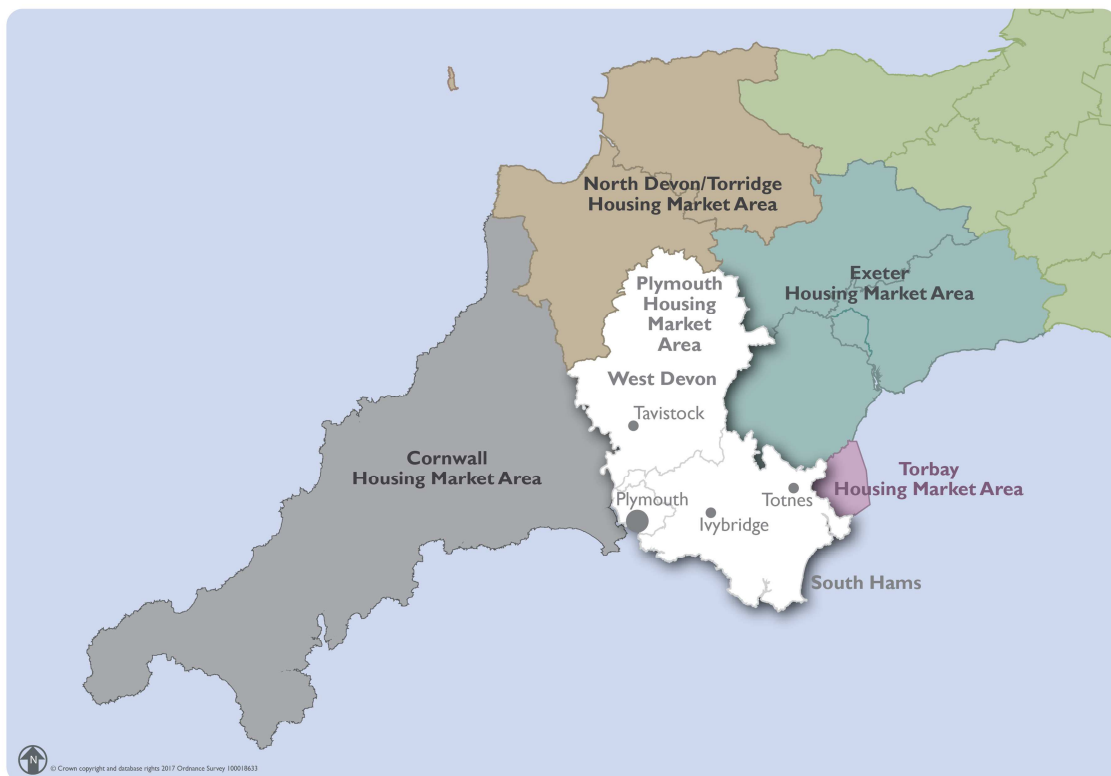 North Devon/Torridge
Housing Market Area
Plymouth
Housing
Market
Area
Exeter
Housing Market Area
West Devon
Tavistock
Cornwall
Housing Market Area
Torbay
Housing Market Area
Plymouth
Totnes
Ivybridge
South Hams
N
© Crown copyright and database rights 2017 Ordnance Survey 100018633